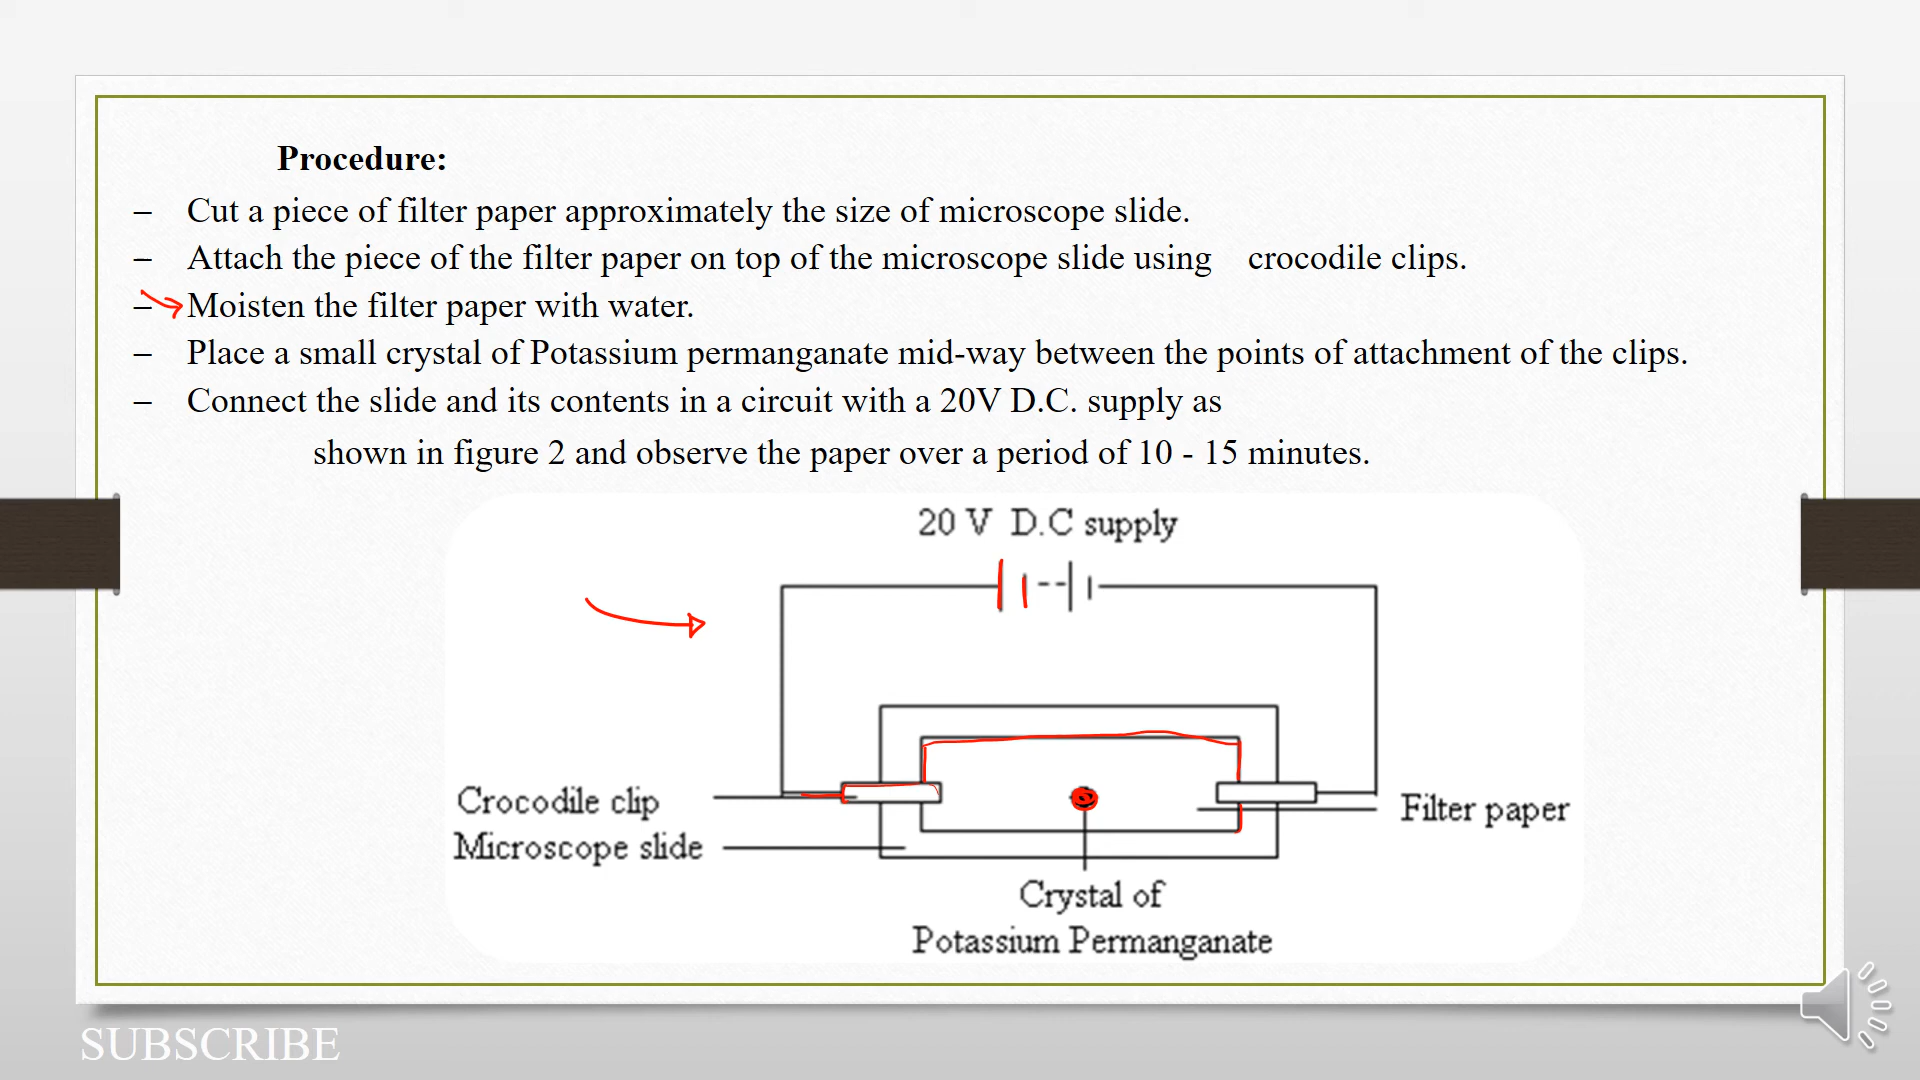 Procedure:
– Cut a piece of filter paper approximately the size of microscope slide.
– Attach the piece of the filter paper on top of the microscope slide using crocodile clips.
– Moisten the filter paper with water.
– Place a small crystal of Potassium permanganate mid-way between the points of attachment of the clips.
– Connect the slide and its contents in a circuit with a 20V D.C. supply as
shown in figure 2 and observe the paper over a period of 10 - 15 minutes.
20 V D.C supply
Crocodile clip
Filter paper
Microscope slide
Crystal of
Potassium Permanganate
SUBSCRIBE